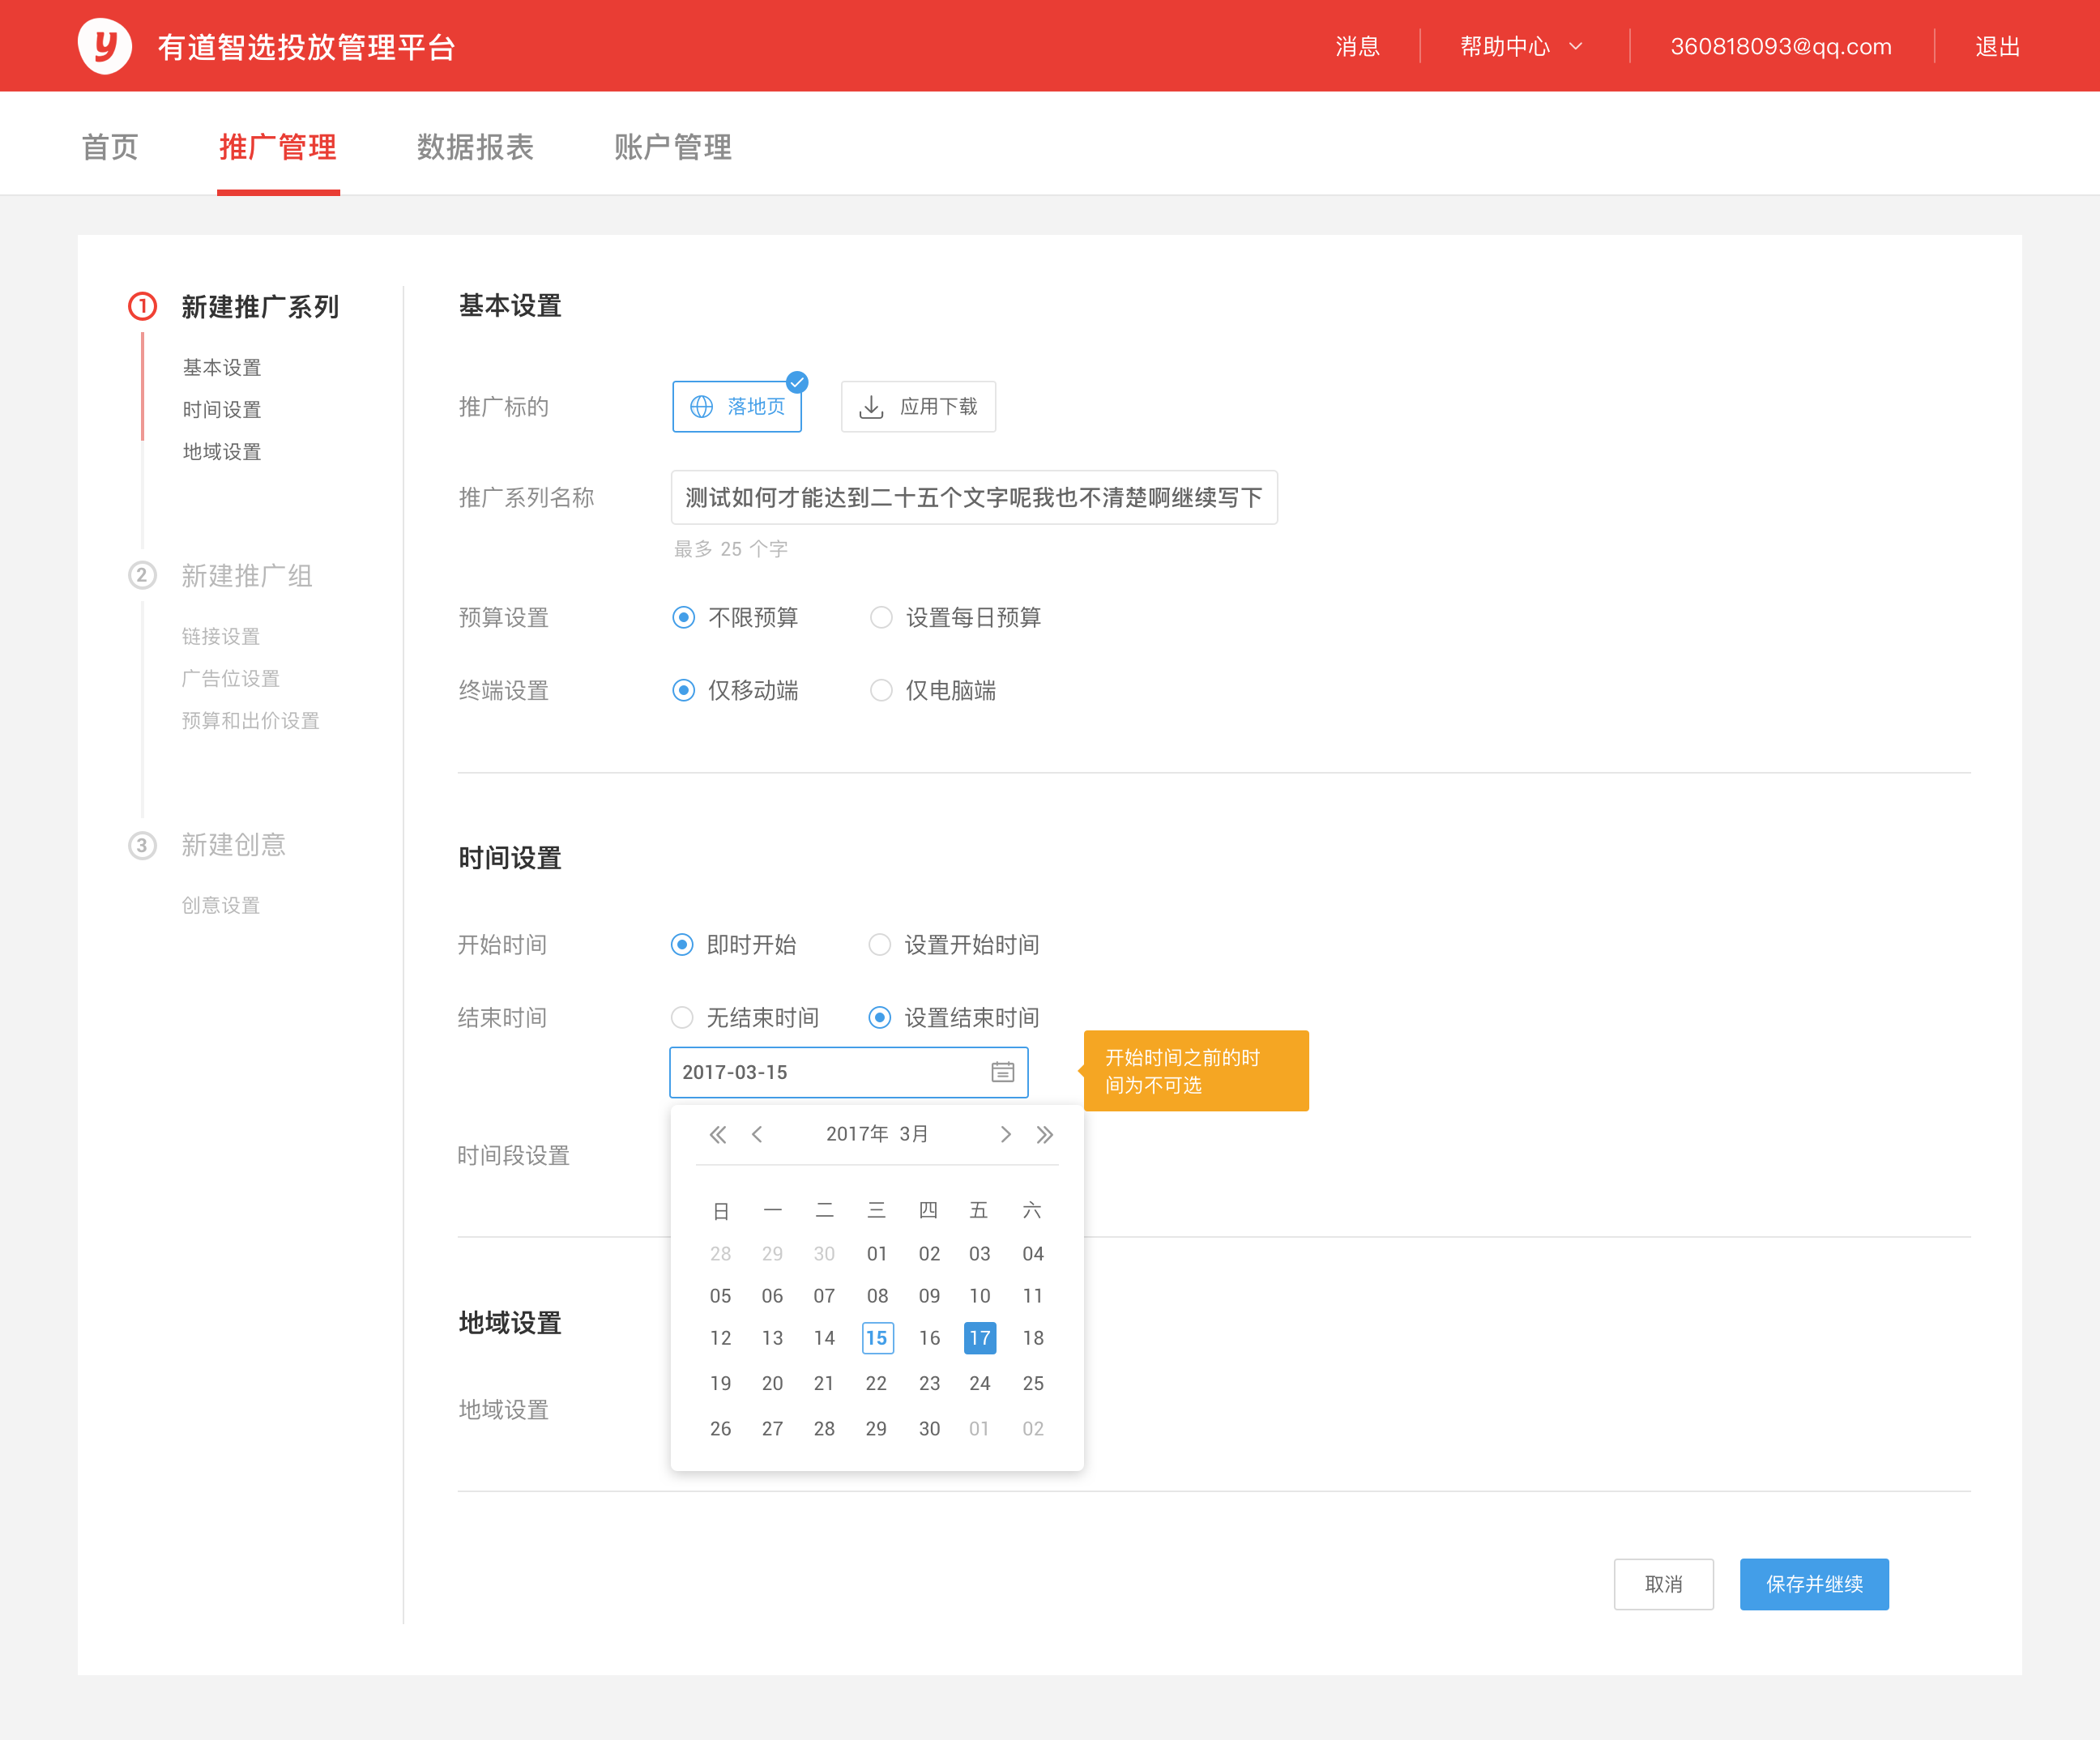 y 有道智选投放管理平台 消息 帮助中心 360818093@qq.com 退出
首页 推广管理 数据报表 账户管理
1 新建推广系列
基本设置
时间设置
地域设置
2 新建推广组
链接设置
广告位设置
预算和出价设置
3 新建创意
创意设置
基本设置
推广标的 落地页 应用下载
推广系列名称 测试如何才能达到二十五个文字呢我也不清楚啊继续写下
最多 25 个字
预算设置 不限预算 设置每日预算
终端设置 仅移动端 仅电脑端
时间设置
开始时间 即时开始 设置开始时间
结束时间 无结束时间 设置结束时间
2017-03-15
开始时间之前的时
间为不可选
时间段设置
2017年 3月
日 一 二 三 四 五 六
28 29 30 01 02 03 04
05 06 07 08 09 10 11
12 13 14 15 16 17 18
19 20 21 22 23 24 25
26 27 28 29 30 01 02
地域设置
地域设置
取消 保存并继续